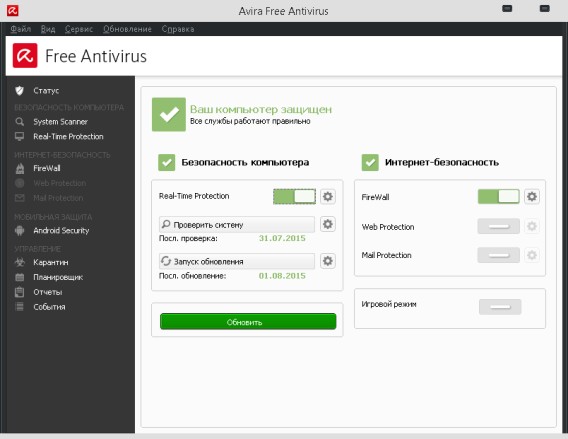 Avira Free Antivirus
Файл Вид Сервис Обновление Справка
Free Antivirus
Статус
БЕЗОПАСНОСТЬ КОМПЬЮТЕРА
System Scanner
Real-Time Protection
ИНТЕРНЕТ-БЕЗОПАСНОСТЬ
FireWall
Web Protection
Mail Protection
МОБИЛЬНАЯ ЗАЩИТА
Android Security
УПРАВЛЕНИЕ
Карантин
Планировщик
Отчеты
События
Ваш компьютер защищен
Все службы работают правильно
Безопасность компьютера
Real-Time Protection
Проверить систему
Посл. проверка: 31.07.2015
Запуск обновления
Посл. обновление: 01.08.2015
Обновить
Интернет-безопасность
FireWall
Web Protection
Mail Protection
Игровой режим